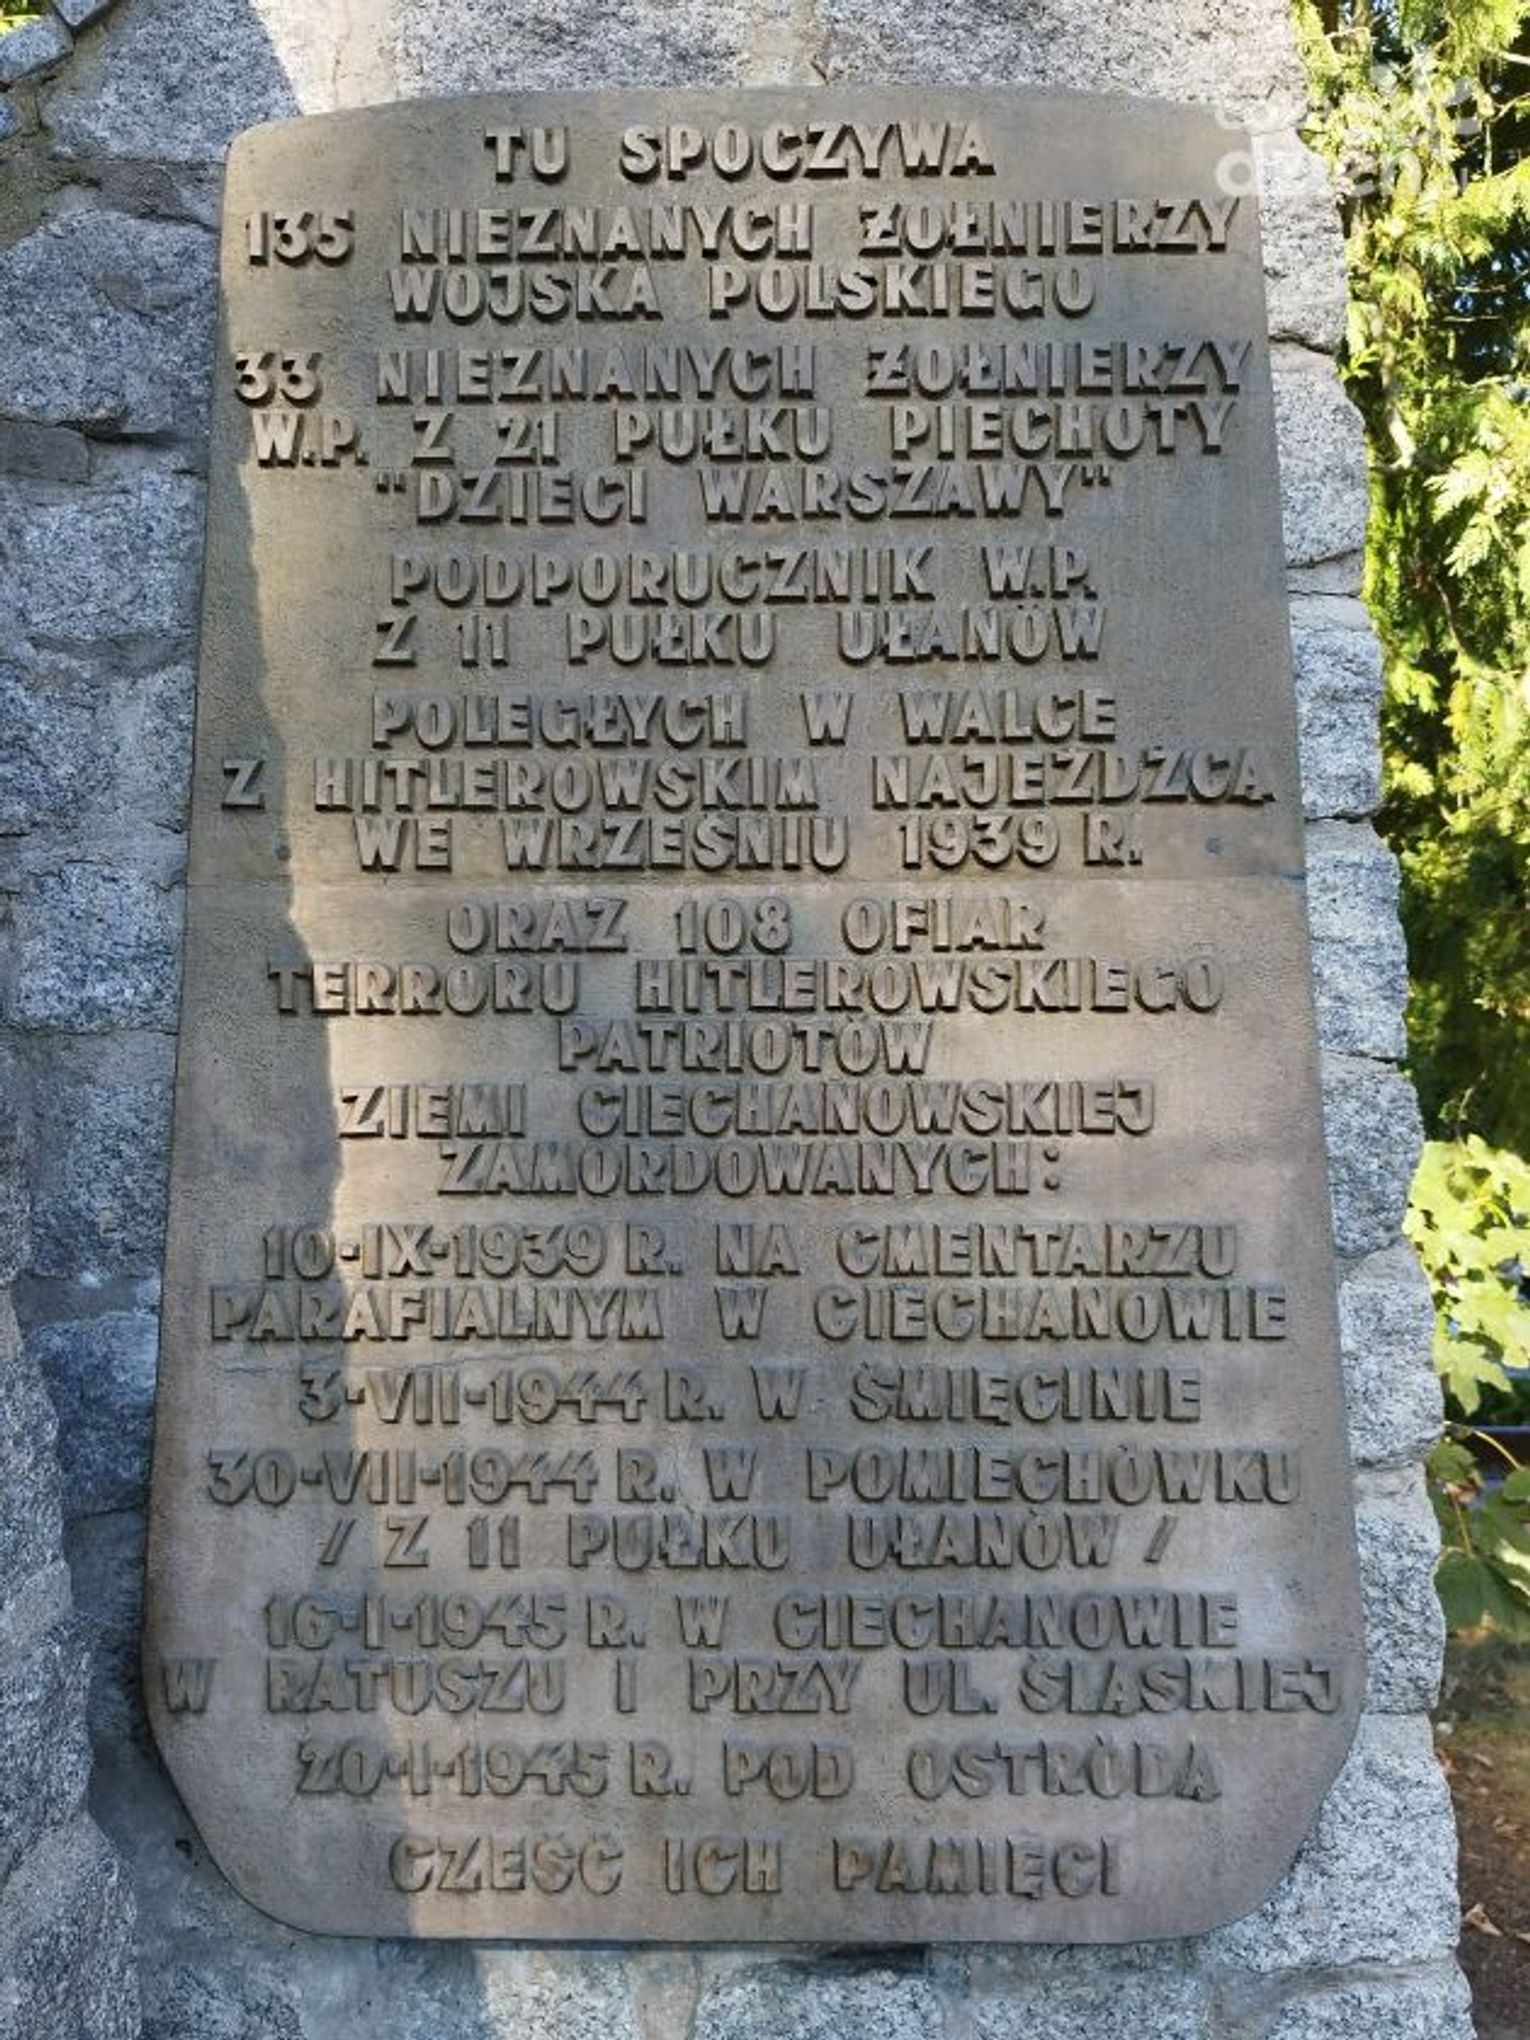 TU SPOCZYWA
135 NIEZNANYCH ŻOŁNIERZY
WOJSKA POLSKIEGO
33 NIEZNANYCH ŻOŁNIERZY
W.P. Z 21 PUŁKU PIECHOTY
"DZIECI WARSZAWY"
PODPORUCZNIK W.P.
Z 11 PUŁKU UŁANÓW
POLEGŁYCH W WALCE
Z HITLEROWSKIM NAJEŹDŹCĄ
WE WRZEŚNIU 1939 R.
ORAZ 108 OFIAR
TERRORU HITLEROWSKIEGO
PATRIOTÓW
ZIEMI CIECHANOWSKIEJ
ZAMORDOWANYCH:
10-IX-1939 R. NA CMENTARZU
PARAFIALNYM W CIECHANOWIE
3-VII-1944 R. W ŚMIĘCINIE
30-VII-1944 R. W POMIECHÓWKU
/ Z 11 PUŁKU UŁANÓW /
16-I-1945 R. W CIECHANOWIE
W RATUSZU I PRZY UL. ŚLĄSKIEJ
20-I-1945 R. POD OSTRÓDĄ
CZEŚĆ ICH PAMIĘCI